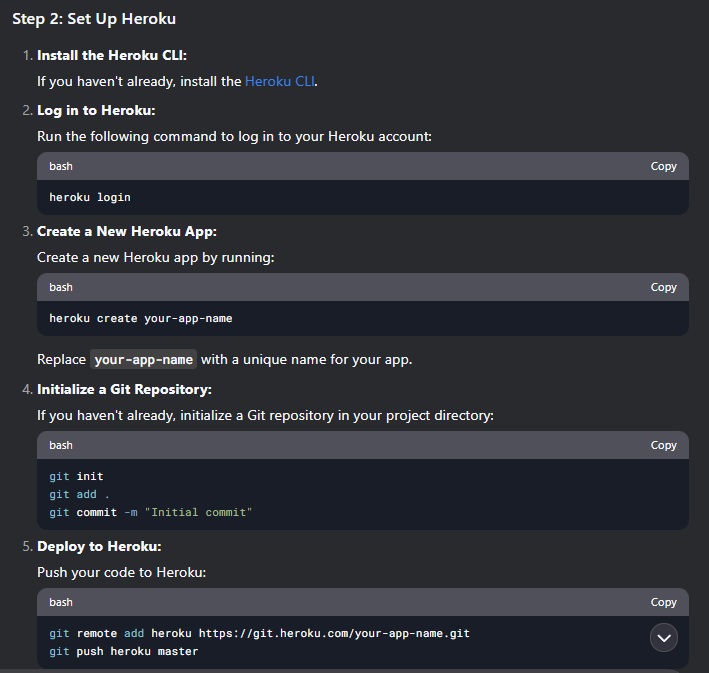 Step 2: Set Up Heroku
1. Install the Heroku CLI:
If you haven't already, install the Heroku CLI.
2. Log in to Heroku:
Run the following command to log in to your Heroku account:
bash Copy
heroku login
3. Create a New Heroku App:
Create a new Heroku app by running:
bash Copy
heroku create your-app-name
Replace your-app-name with a unique name for your app.
4. Initialize a Git Repository:
If you haven't already, initialize a Git repository in your project directory:
bash Copy
git init
git add .
git commit -m "Initial commit"
5. Deploy to Heroku:
Push your code to Heroku:
bash Copy
git remote add heroku https://git.heroku.com/your-app-name.git
git push heroku master